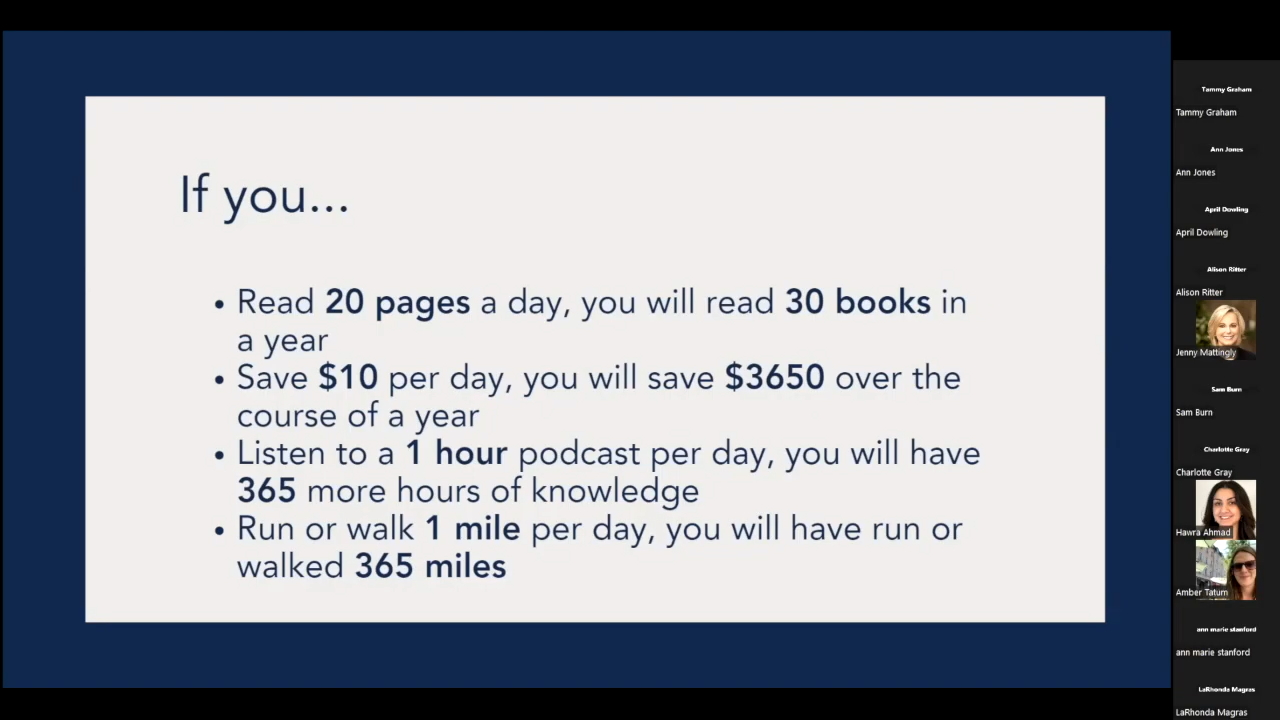 If you...
• Read 20 pages a day, you will read 30 books in
a year
• Save $10 per day, you will save $3650 over the
course of a year
• Listen to a 1 hour podcast per day, you will have
365 more hours of knowledge
• Run or walk 1 mile per day, you will have run or
walked 365 miles
Tammy Graham
Tammy Graham
Ann Jones
Ann Jones
April Dowling
April Dowling
Alison Ritter
Alison Ritter
Jenny Mattingly
Sam Burn
Sam Burn
Charlotte Gray
Charlotte Gray
Hawra Ahmad
Amber Tatum
ann marie stanford
ann marie stanford
LaRhonda Magras
LaRhonda Magras